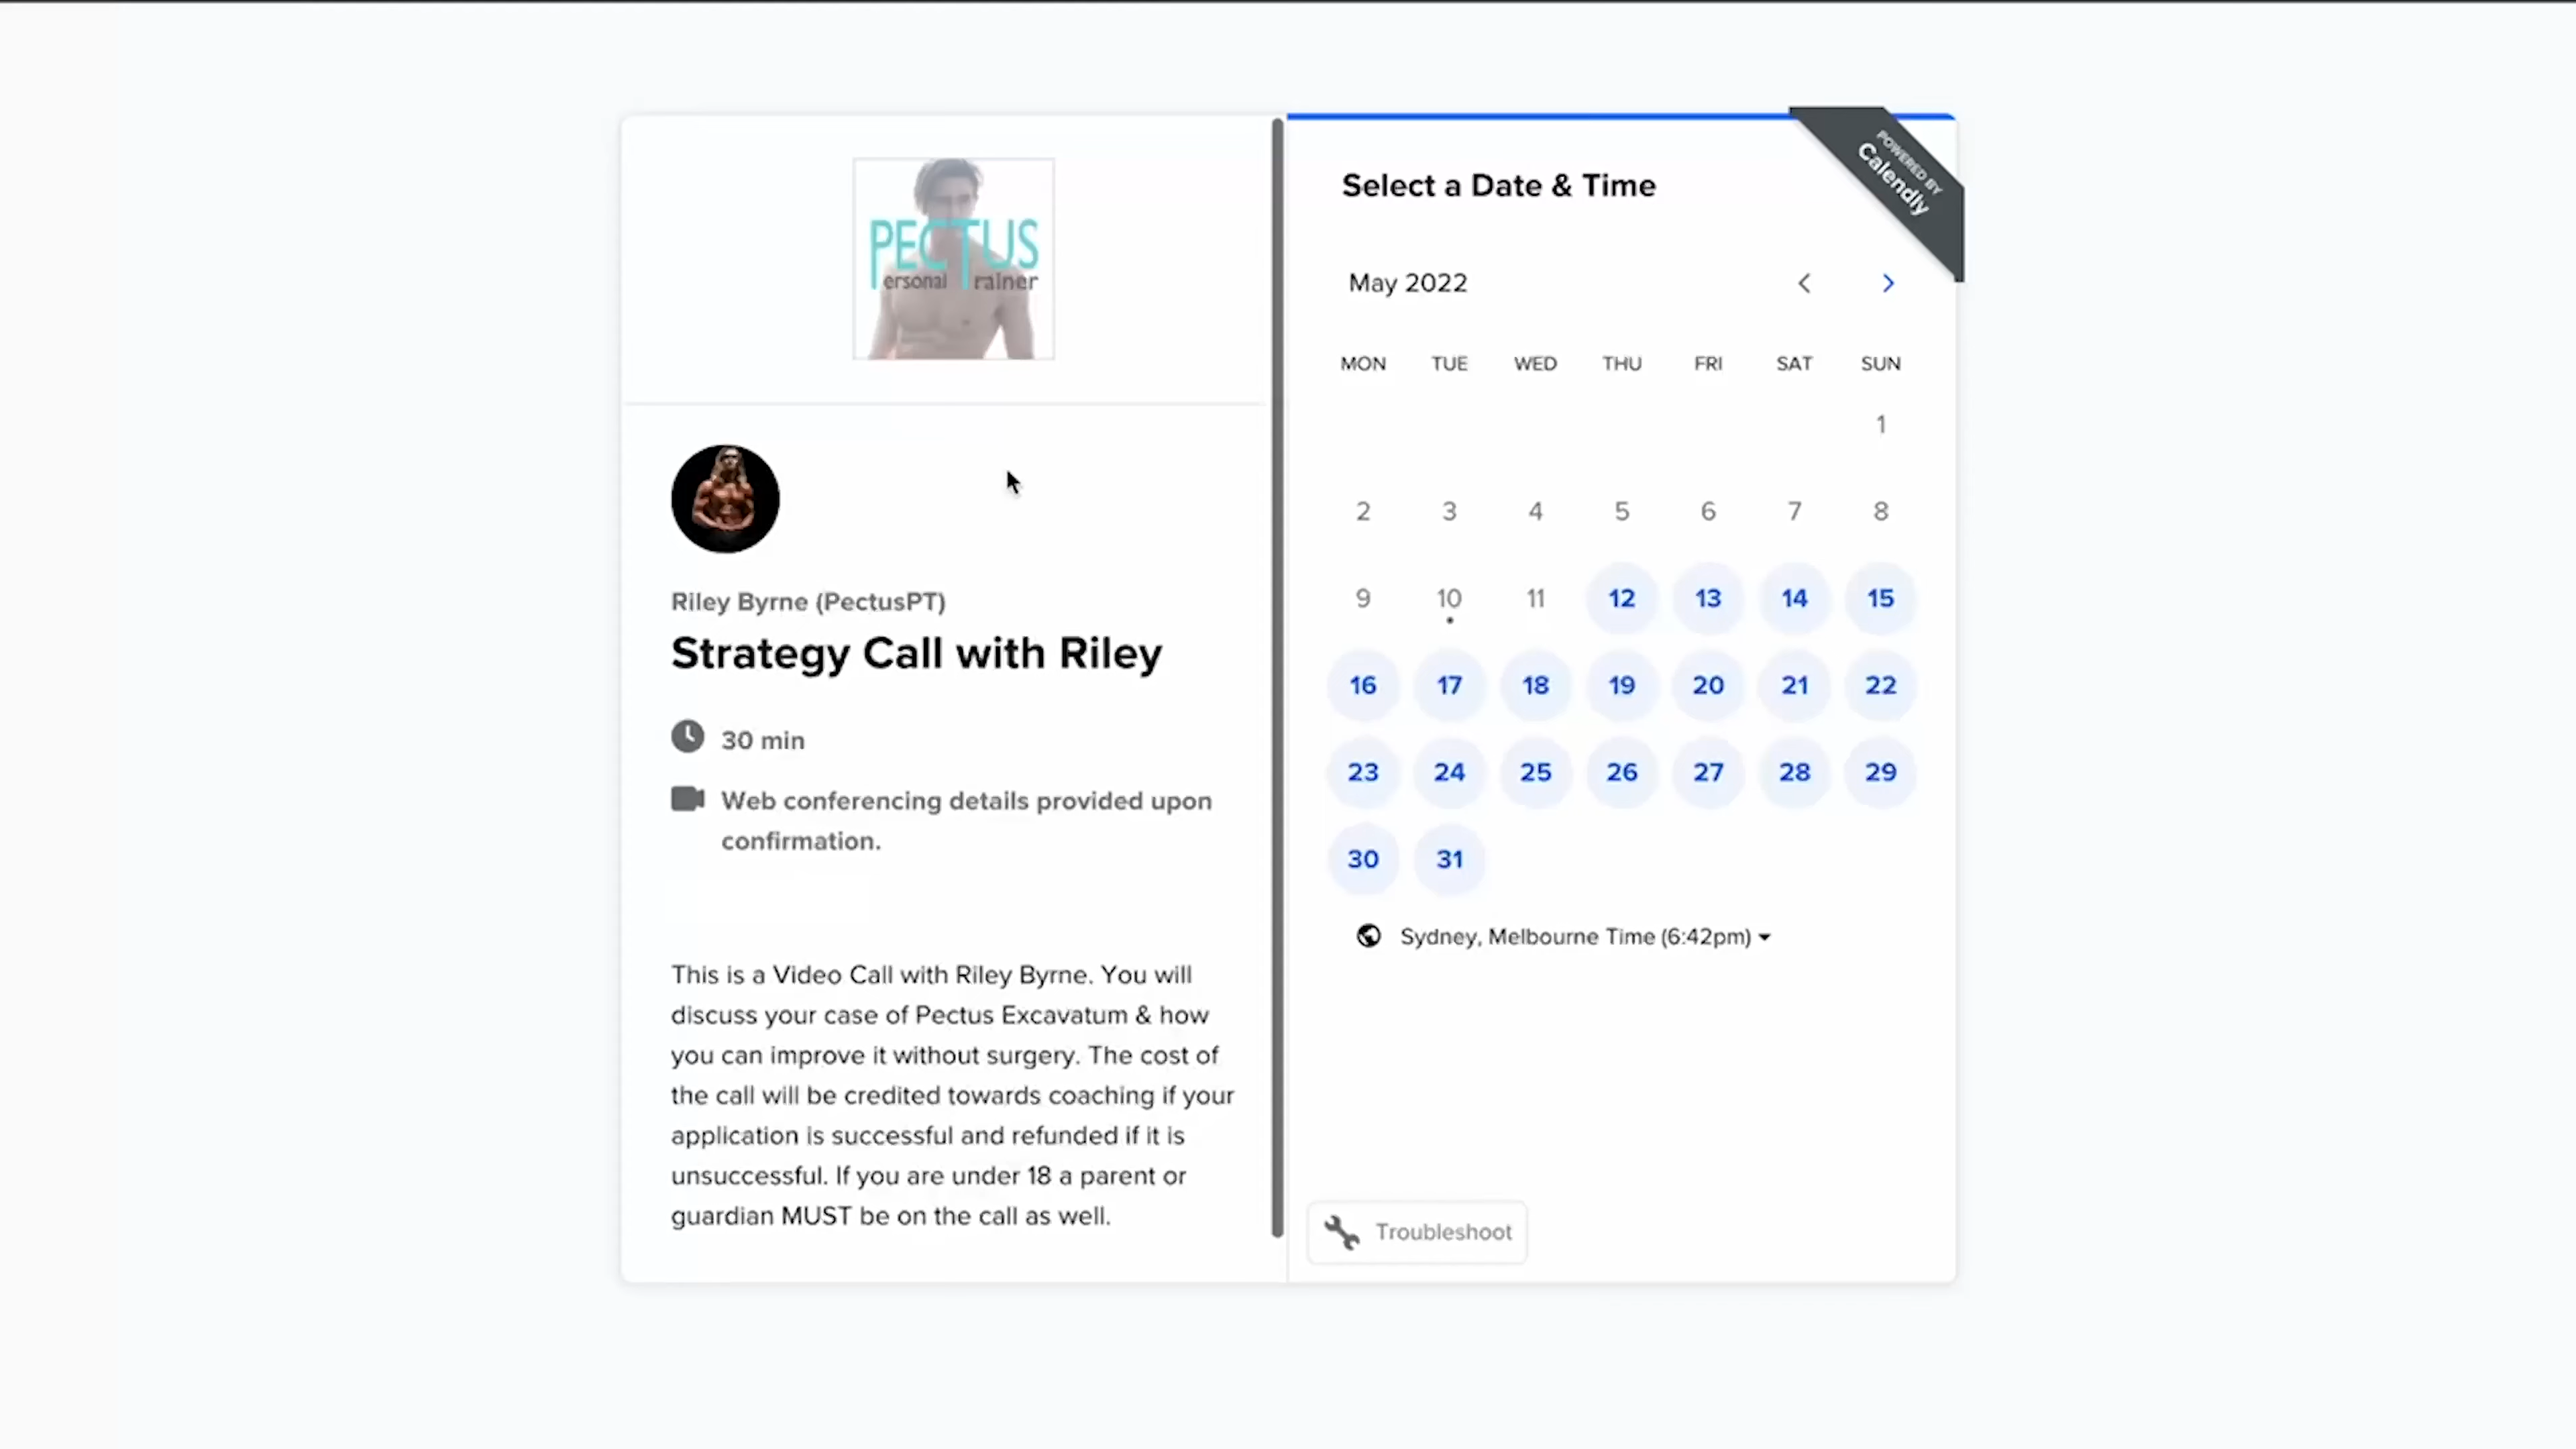 PECTUS
Personal Trainer
Riley Byrne (PectusPT)
Strategy Call with Riley
30 min
Web conferencing details provided upon
confirmation.
This is a Video Call with Riley Byrne. You will
discuss your case of Pectus Excavatum & how
you can improve it without surgery. The cost of
the call will be credited towards coaching if your
application is successful and refunded if it is
unsuccessful. If you are under 18 a parent or
guardian MUST be on the call as well.
POWERED BY
Calendly
Select a Date & Time
May 2022
MON TUE WED THU FRI SAT SUN
1
2 3 4 5 6 7 8
9 10 11 12 13 14 15
16 17 18 19 20 21 22
23 24 25 26 27 28 29
30 31
Sydney, Melbourne Time (6:42pm)
Troubleshoot